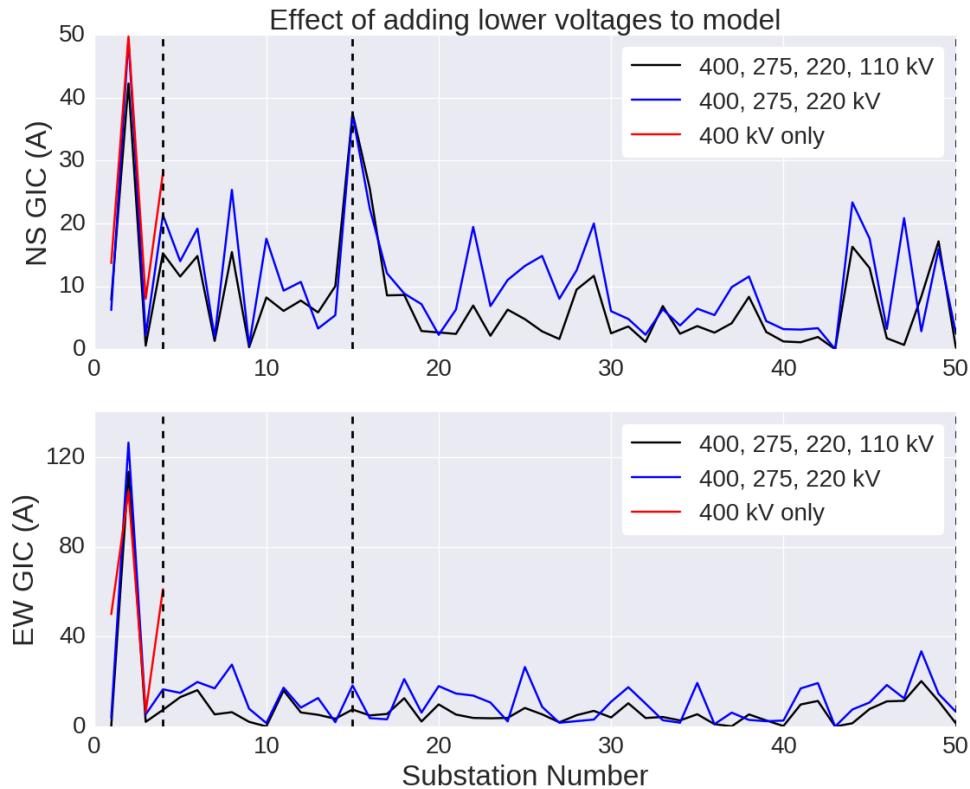 Effect of adding lower voltages to model
50
40
30
20
10
0
NS GIC (A)
400, 275, 220, 110 kV
400, 275, 220 kV
400 kV only
0 10 20 30 40 50
120
80
40
0
EW GIC (A)
400, 275, 220, 110 kV
400, 275, 220 kV
400 kV only
0 10 20 30 40 50
Substation Number